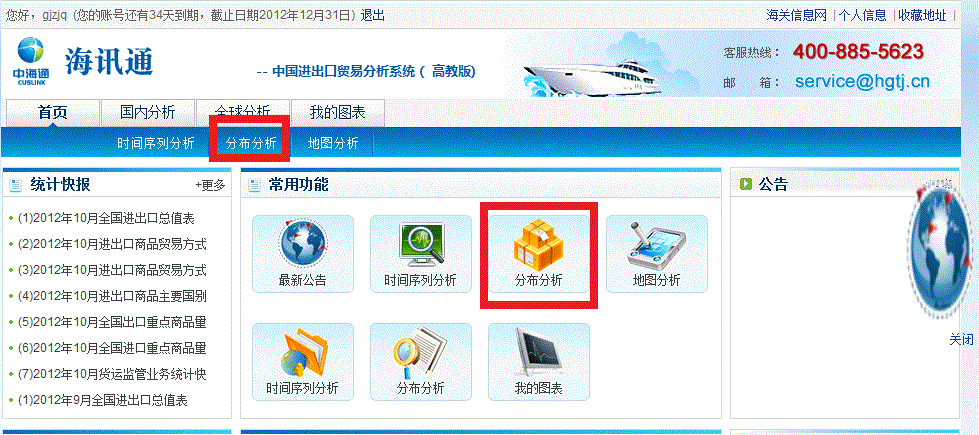 您好，gjzjq (您的账号还有34天到期，截止日期2012年12月31日) 退出
海关信息网 | 个人信息 | 收藏地址 |
中海通
CUSLINK
海讯通
-- 中国进出口贸易分析系统 ( 高教版)
客服热线： 400-885-5623
邮 箱： service@hgtj.cn
首页 国内分析 全球分析 我的图表
时间序列分析 分布分析 地图分析
统计快报 +更多
(1)2012年10月全国进出口总值表
(2)2012年10月进出口商品贸易方式
(3)2012年10月进出口商品贸易方式
(4)2012年10月进出口商品主要国别
(5)2012年10月全国出口重点商品量
(6)2012年10月全国进口重点商品量
(7)2012年10月货运监管业务统计快
(1)2012年9月全国进出口总值表
常用功能
最新公告 时间序列分析 分布分析 地图分析
时间序列分析 分布分析 我的图表
公告
关闭